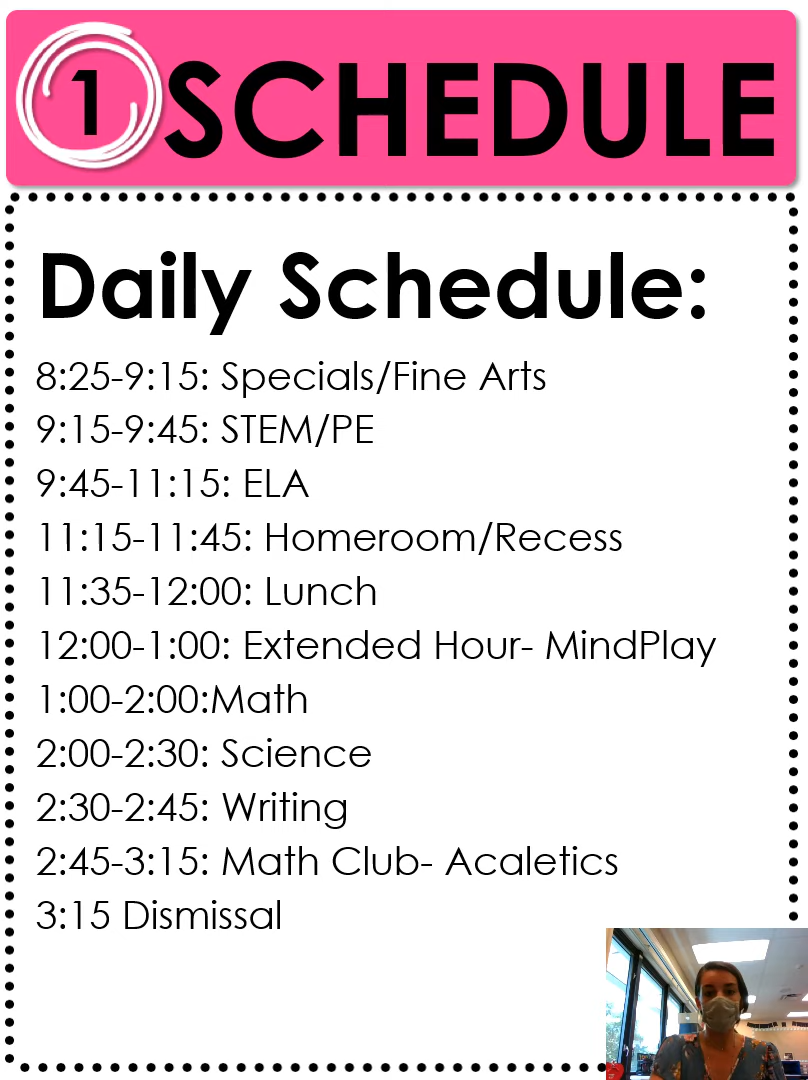 1 SCHEDULE
Daily Schedule:
8:25-9:15: Specials/Fine Arts
9:15-9:45: STEM/PE
9:45-11:15: ELA
11:15-11:45: Homeroom/Recess
11:35-12:00: Lunch
12:00-1:00: Extended Hour- MindPlay
1:00-2:00:Math
2:00-2:30: Science
2:30-2:45: Writing
2:45-3:15: Math Club- Acaletics
3:15 Dismissal